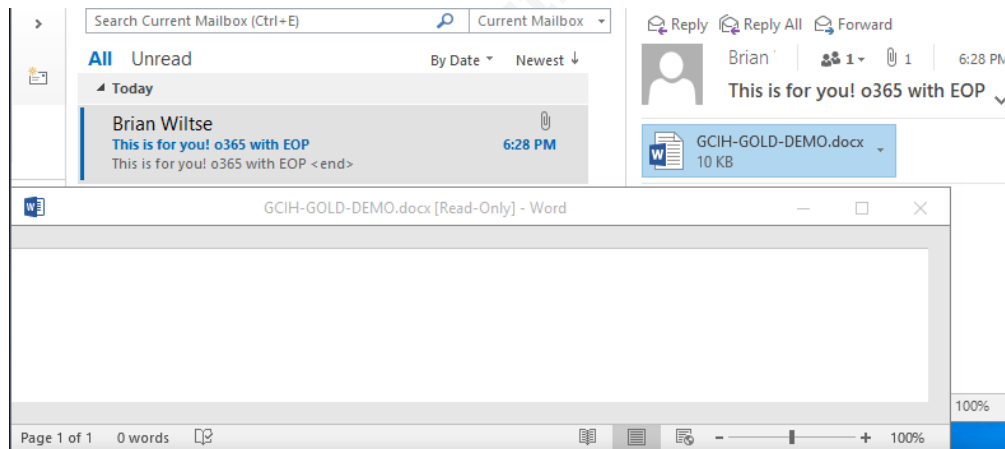 Search Current Mailbox (Ctrl+E)
Current Mailbox
All Unread
By Date Newest
Today
Brian Wiltse
This is for you! o365 with EOP
6:28 PM
This is for you! o365 with EOP <end>
Reply Reply All Forward
Brian
1
1
6:28 PM
This is for you! o365 with EOP
GCIH-GOLD-DEMO.docx
10 KB
GCIH-GOLD-DEMO.docx [Read-Only] - Word
100%
Page 1 of 1 0 words
100%